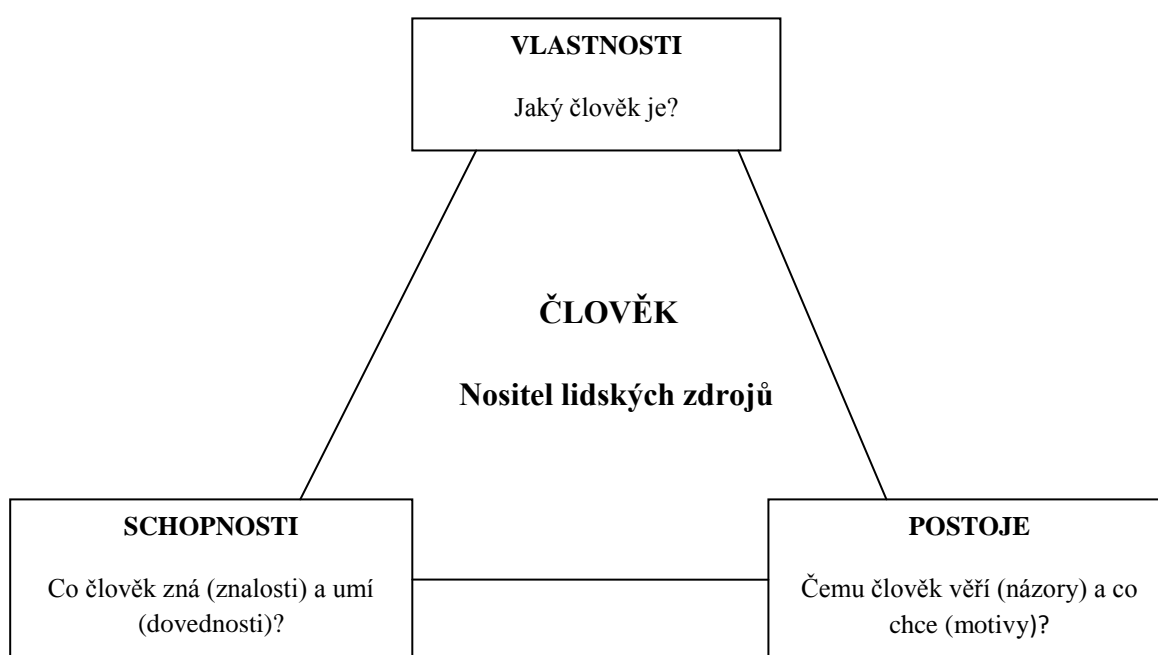 VLASTNOSTI
Jaký člověk je?
ČLOVĚK
Nositel lidských zdrojů
SCHOPNOSTI
Co člověk zná (znalosti) a umí
(dovednosti)?
POSTOJE
Čemu člověk věří (názory) a co
chce (motivy)?